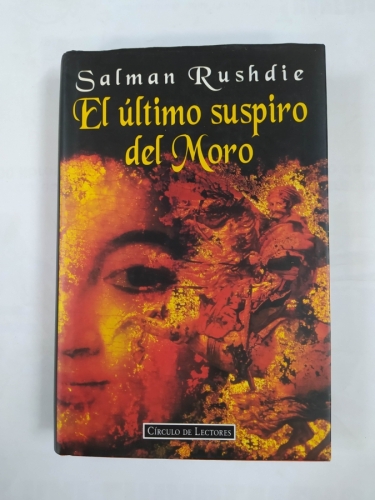 Salman Rushdie
El último suspiro
del Moro
CÍRCULO DE LECTORES